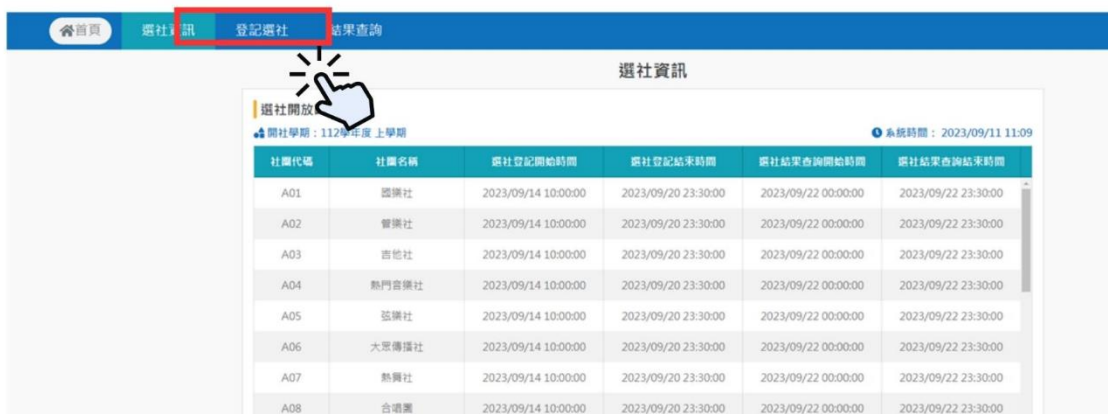 首頁 選社資訊 登記選社 結果查詢
選社資訊
選社開放
開社學期：112學年度 上學期 系統時間： 2023/09/11 11:09
社團代碼 社團名稱 選社登記開始時間 選社登記結束時間 選社結果查詢開始時間 選社結果查詢結束時間
A01 國樂社 2023/09/14 10:00:00 2023/09/20 23:30:00 2023/09/22 00:00:00 2023/09/22 23:30:00
A02 管樂社 2023/09/14 10:00:00 2023/09/20 23:30:00 2023/09/22 00:00:00 2023/09/22 23:30:00
A03 吉他社 2023/09/14 10:00:00 2023/09/20 23:30:00 2023/09/22 00:00:00 2023/09/22 23:30:00
A04 熱門音樂社 2023/09/14 10:00:00 2023/09/20 23:30:00 2023/09/22 00:00:00 2023/09/22 23:30:00
A05 弦樂社 2023/09/14 10:00:00 2023/09/20 23:30:00 2023/09/22 00:00:00 2023/09/22 23:30:00
A06 大眾傳播社 2023/09/14 10:00:00 2023/09/20 23:30:00 2023/09/22 00:00:00 2023/09/22 23:30:00
A07 熱舞社 2023/09/14 10:00:00 2023/09/20 23:30:00 2023/09/22 00:00:00 2023/09/22 23:30:00
A08 合唱團 2023/09/14 10:00:00 2023/09/20 23:30:00 2023/09/22 00:00:00 2023/09/22 23:30:00